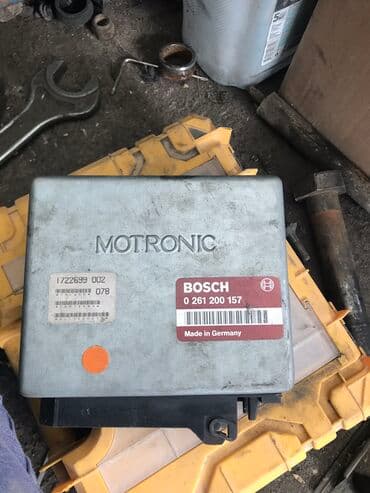 MOTRONIC
1722699 002
078
BOSCH
0 261 200 157
Made in Germany